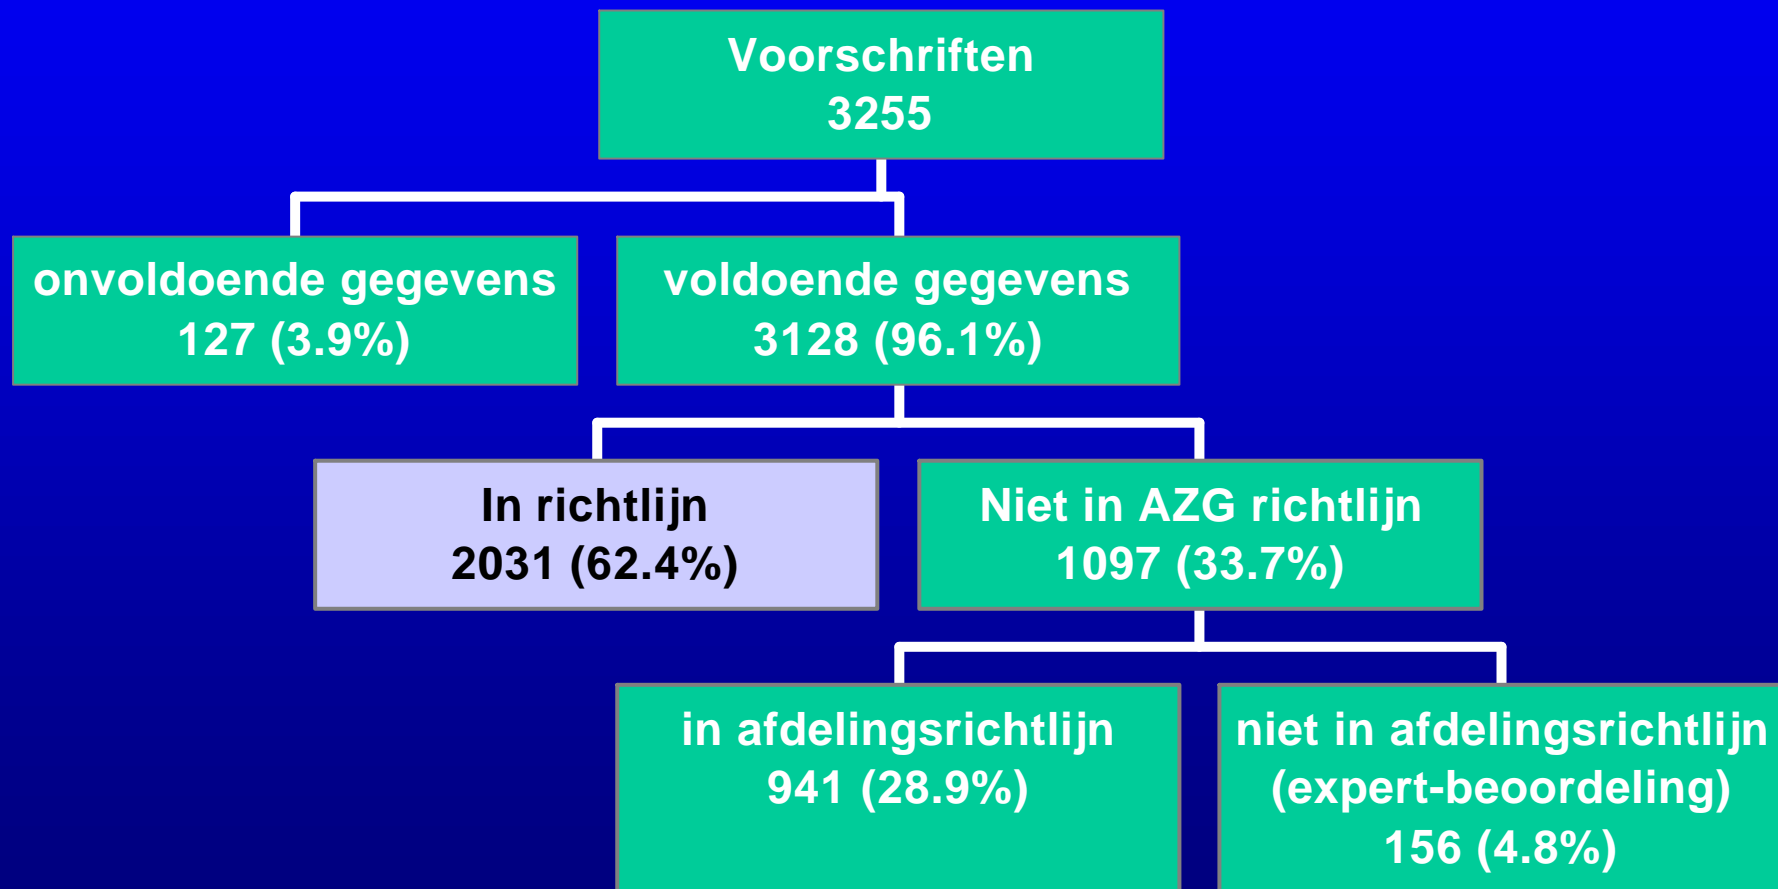 Voorschriften
3255
onvoldoende gegevens
127 (3.9%)
voldoende gegevens
3128 (96.1%)
In richtlijn
2031 (62.4%)
Niet in AZG richtlijn
1097 (33.7%)
in afdelingsrichtlijn
941 (28.9%)
niet in afdelingsrichtlijn
(expert-beoordeling)
156 (4.8%)